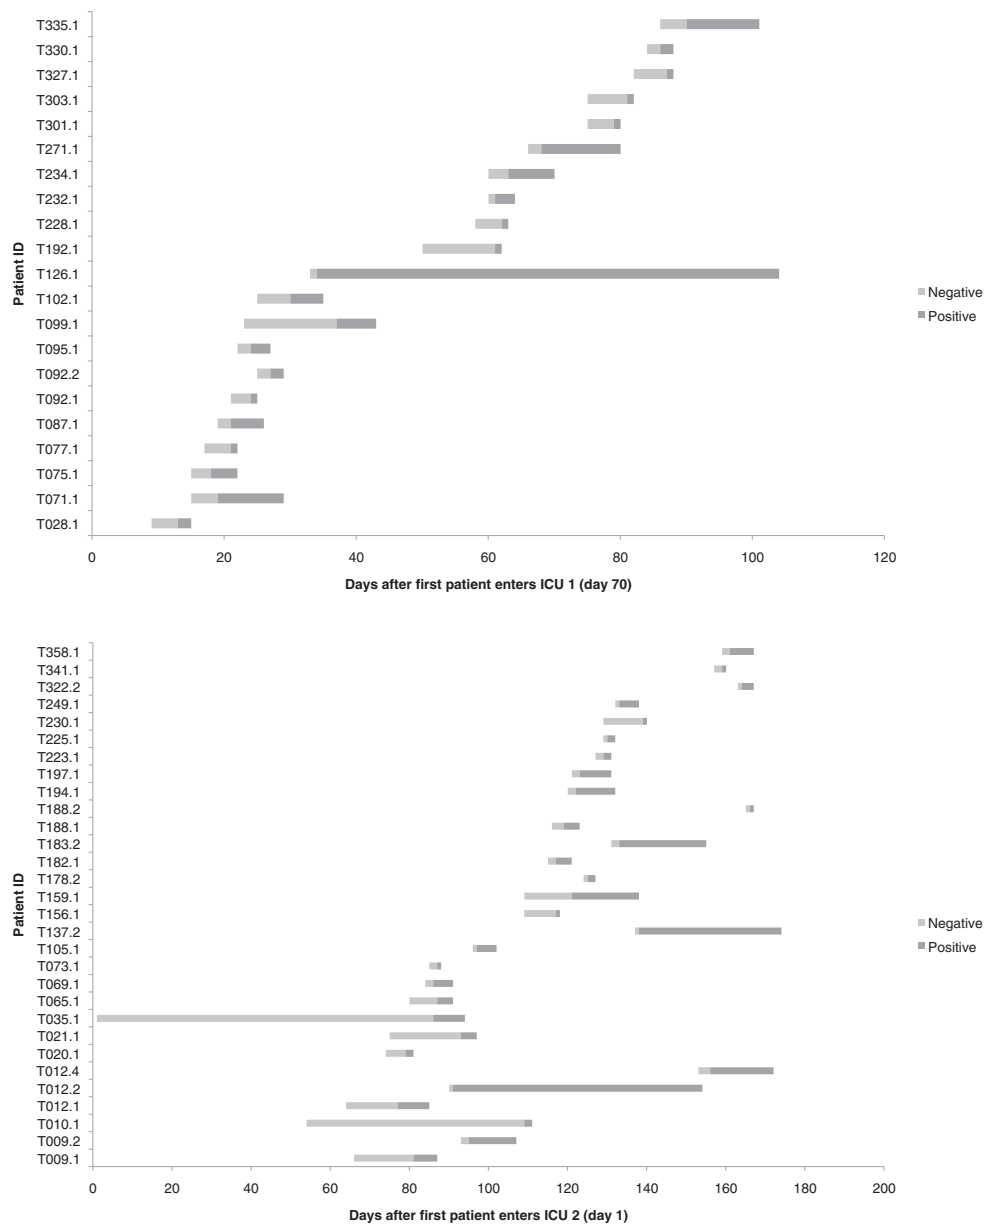 T335.1
T330.1
T327.1
T303.1
T301.1
T271.1
T234.1
T232.1
T228.1
T192.1
T126.1
T102.1
T099.1
T095.1
T092.2
T092.1
T087.1
T077.1
T075.1
T071.1
T028.1
Patient ID
Negative
Positive
0 20 40 60 80 100 120
Days after first patient enters ICU 1 (day 70)
T358.1
T341.1
T322.2
T249.1
T230.1
T225.1
T223.1
T197.1
T194.1
T188.2
T188.1
T183.2
T182.1
T178.2
T159.1
T156.1
T137.2
T105.1
T073.1
T069.1
T065.1
T035.1
T021.1
T020.1
T012.4
T012.2
T012.1
T010.1
T009.2
T009.1
Patient ID
Negative
Positive
0 20 40 60 80 100 120 140 160 180 200
Days after first patient enters ICU 2 (day 1)